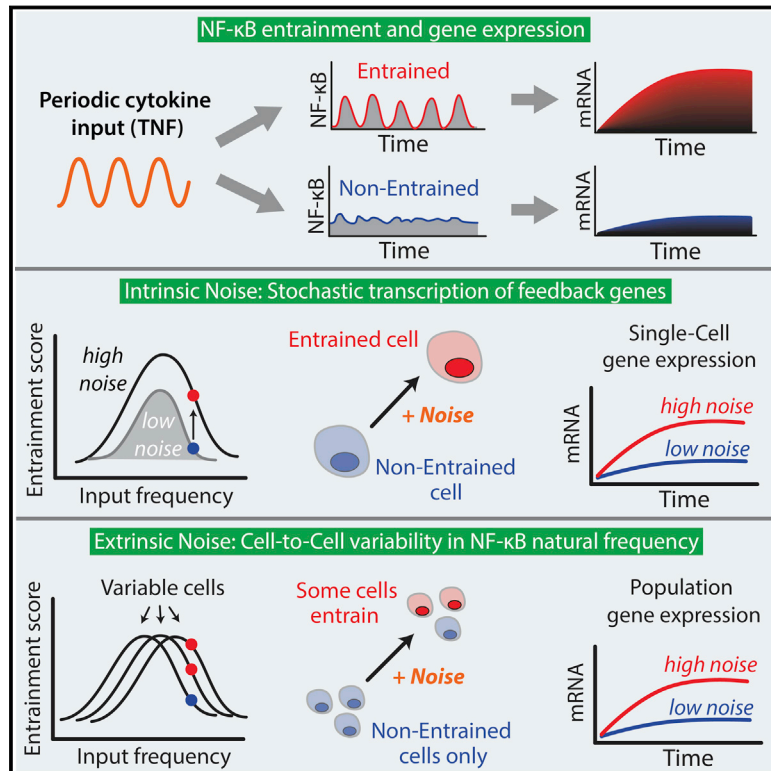 NF-κB entrainment and gene expression
Periodic cytokine
input (TNF)
Entrained
NF-κB
Time
mRNA
Time
Non-Entrained
NF-κB
Time
mRNA
Time
Intrinsic Noise: Stochastic transcription of feedback genes
Entrainment score
high
noise
low
noise
Input frequency
Entrained cell
+ Noise
Non-Entrained
cell
Single-Cell
gene expression
high noise
low noise
mRNA
Time
Extrinsic Noise: Cell-to-Cell variability in NF-κB natural frequency
Variable cells
Entrainment score
Input frequency
Some cells
entrain
+ Noise
Non-Entrained
cells only
Population
gene expression
high noise
low noise
mRNA
Time